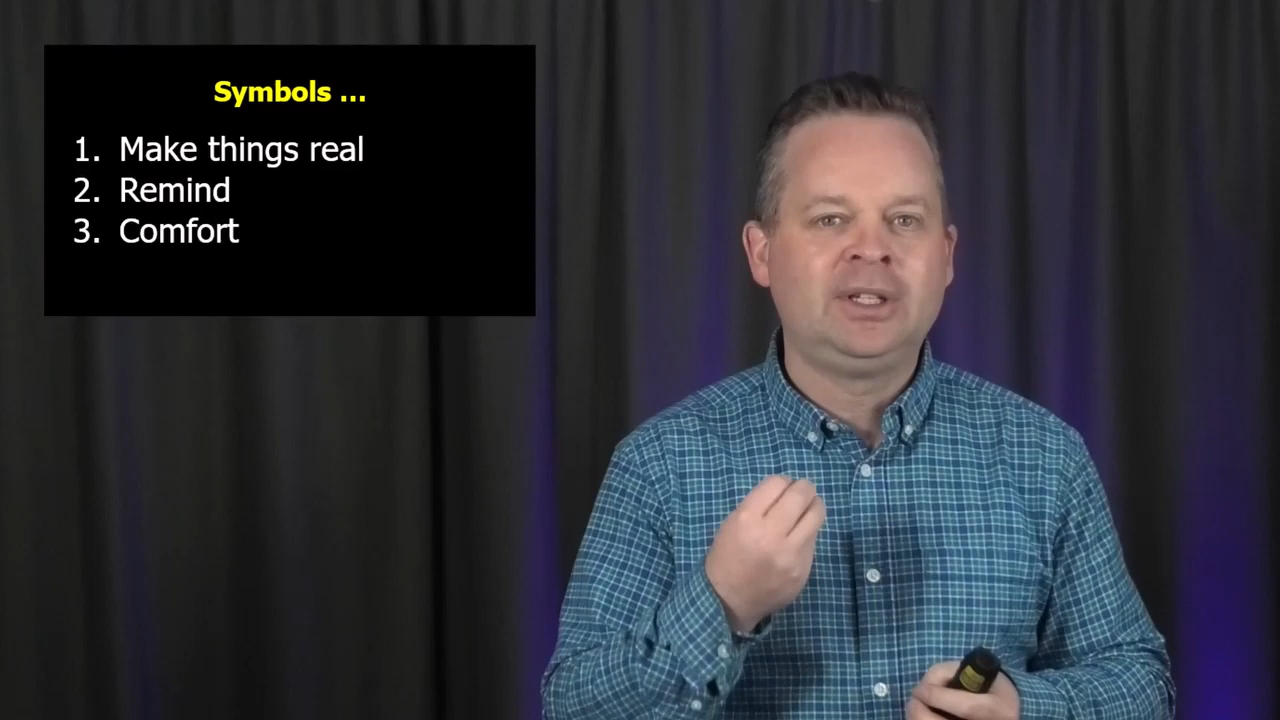 Symbols ...
1. Make things real
2. Remind
3. Comfort